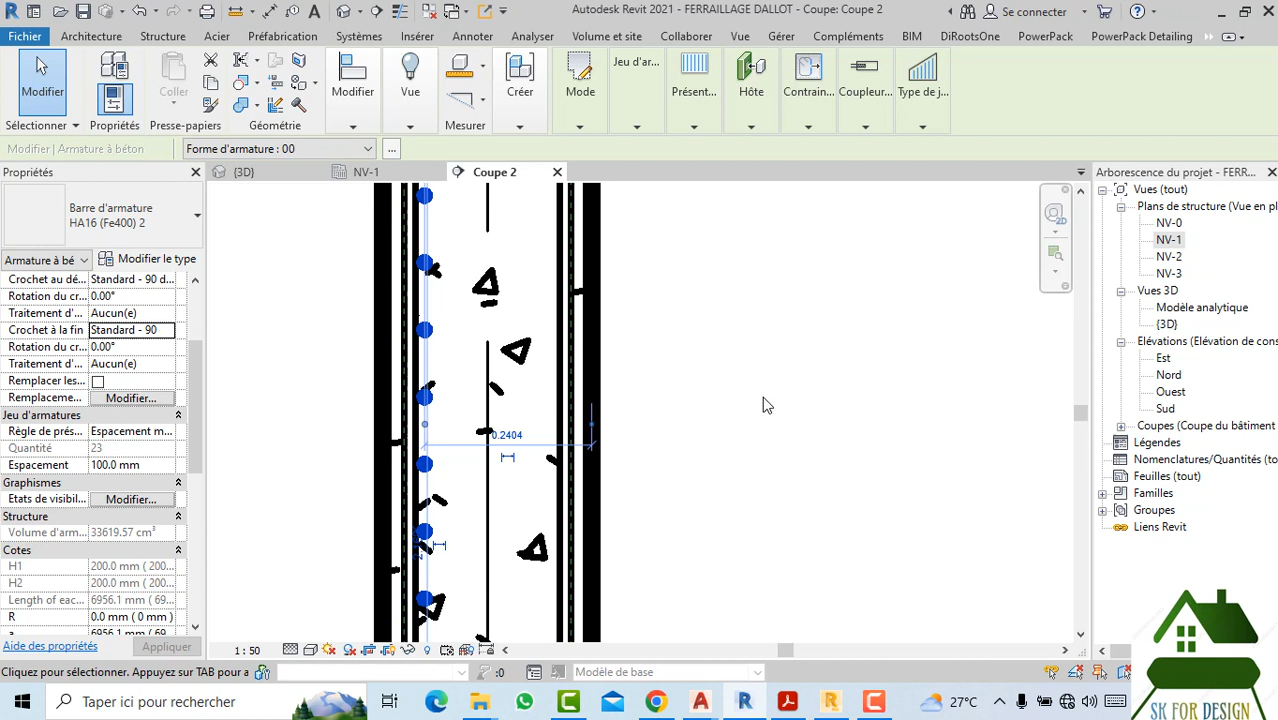 Autodesk Revit 2021 - FERRAILLAGE DALLOT - Coupe: Coupe 2
Se connecter
Fichier Architecture Structure Acier Préfabrication Systèmes Insérer Annoter Analyser Volume et site Collaborer Vue Gérer Compléments BIM DiRootsOne PowerPack PowerPack Detailing
Modifier Propriétés Coller Modifier Vue Créer Mode Jeu d'ar... Présent... Hôte Contrain... Coupleur... Type de j...
Sélectionner Propriétés Presse-papiers Géométrie Mesurer
Modifier | Armature à béton Forme d'armature : 00 ...
Propriétés
{3D} NV-1 Coupe 2
Arborescence du projet - FERR...
Barre d'armature
HA16 (Fe400) 2
Armature à bé Modifier le type
Crochet au dé... Standard - 90 d...
Rotation du cr... 0.00°
Traitement d'... Aucun(e)
Crochet à la fin Standard - 90
Rotation du cr... 0.00°
Traitement d'... Aucun(e)
Remplacer les...
Remplaceme... Modifier...
Jeu d'armatures
Règle de prés... Espacement m...
Quantité 23
Espacement 100.0 mm
Graphismes
Etats de visibil... Modifier...
Structure
Volume d'arm... 33619.57 cm³
Cotes
H1 200.0 mm ( 200...
H2 200.0 mm ( 200...
Length of eac... 6956.1 mm ( 69...
R 0.0 mm ( 0 mm)
a 6956.1 mm ( 69...
Aide des propriétés Appliquer
0.2404
2D
Vues (tout)
Plans de structure (Vue en pl
NV-0
NV-1
NV-2
NV-3
Vues 3D
Modèle analytique
{3D}
Elévations (Elévation de cons
Est
Nord
Ouest
Sud
Coupes (Coupe du bâtiment
Légendes
Nomenclatures/Quantités (to
Feuilles (tout)
Familles
Groupes
Liens Revit
1 : 50
Cliquez pour sélectionner. Appuyez sur TAB pour a :0 Modèle de base
Taper ici pour rechercher
27°C
SK FOR DESIGN